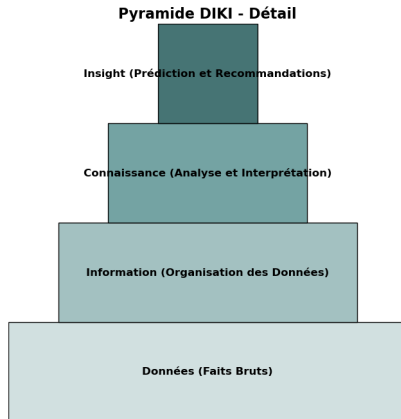 Pyramide DIKI - Détail
Insight (Prédiction et Recommandations)
Connaissance (Analyse et Interprétation)
Information (Organisation des Données)
Données (Faits Bruts)